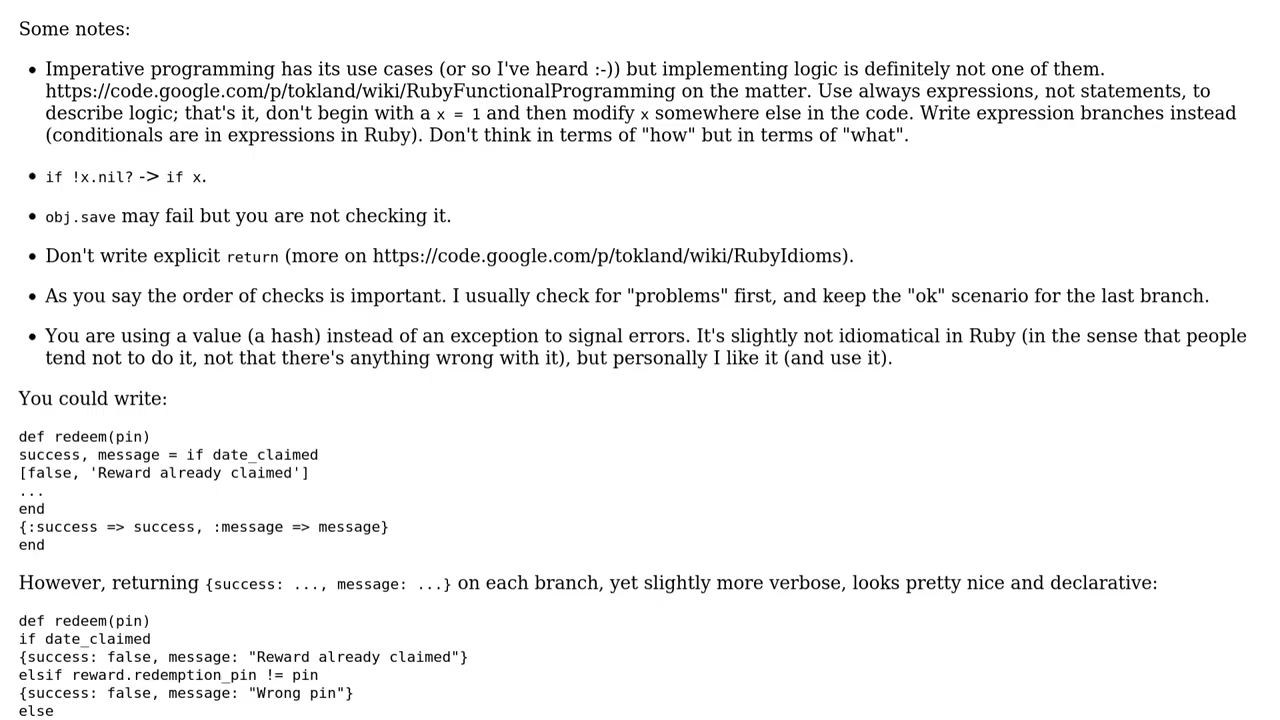 Some notes:
• Imperative programming has its use cases (or so I've heard :-)) but implementing logic is definitely not one of them.
https://code.google.com/p/tokland/wiki/RubyFunctionalProgramming on the matter. Use always expressions, not statements, to
describe logic; that's it, don't begin with a x = 1 and then modify x somewhere else in the code. Write expression branches instead
(conditionals are in expressions in Ruby). Don't think in terms of "how" but in terms of "what".
• if !x.nil? -> if x.
• obj.save may fail but you are not checking it.
• Don't write explicit return (more on https://code.google.com/p/tokland/wiki/RubyIdioms).
• As you say the order of checks is important. I usually check for "problems" first, and keep the "ok" scenario for the last branch.
• You are using a value (a hash) instead of an exception to signal errors. It's slightly not idiomatical in Ruby (in the sense that people
tend not to do it, not that there's anything wrong with it), but personally I like it (and use it).
You could write:
def redeem(pin)
success, message = if date_claimed
[false, 'Reward already claimed']
...
end
{:success => success, :message => message}
end
However, returning {success: ..., message: ...} on each branch, yet slightly more verbose, looks pretty nice and declarative:
def redeem(pin)
if date_claimed
{success: false, message: "Reward already claimed"}
elsif reward.redemption_pin != pin
{success: false, message: "Wrong pin"}
else